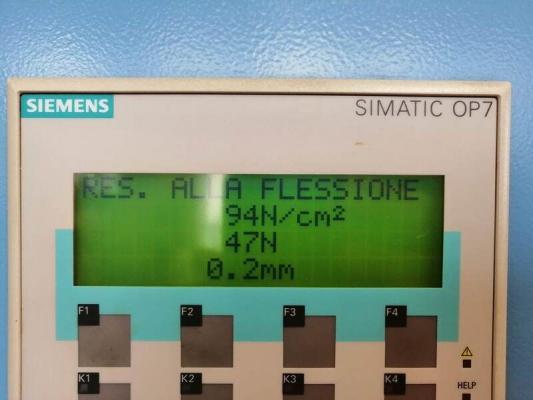 SIEMENS
SIMATIC OP7
RES. ALLA FLESSIONE
94N/cm²
47N
0.2mm
F1 F2 F3 F4
K1 K2 K3 K4
HELP